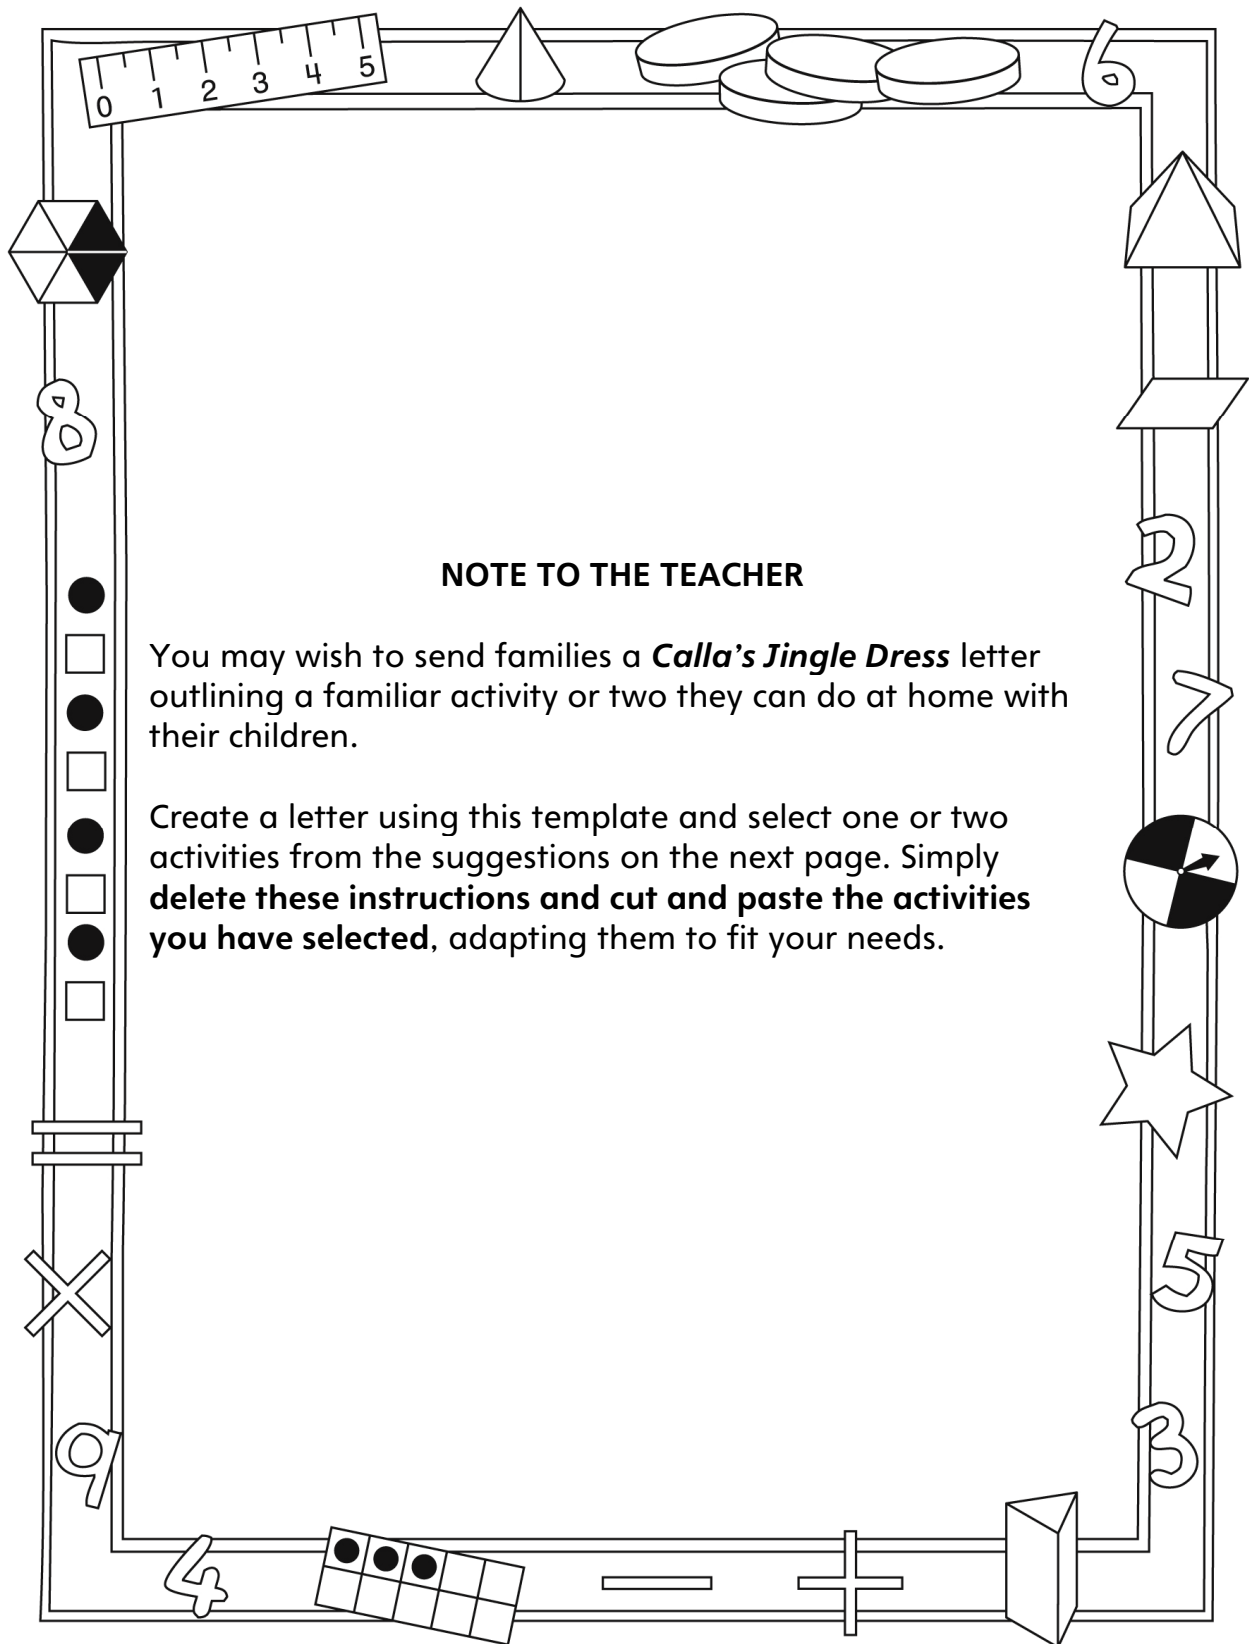 0 1 2 3 4 5
6
8
2
NOTE TO THE TEACHER
You may wish to send families a Calla’s Jingle Dress letter
outlining a familiar activity or two they can do at home with
their children.
7
Create a letter using this template and select one or two
activities from the suggestions on the next page. Simply
delete these instructions and cut and paste the activities
you have selected, adapting them to fit your needs.
=
×
5
9
3
4
− +